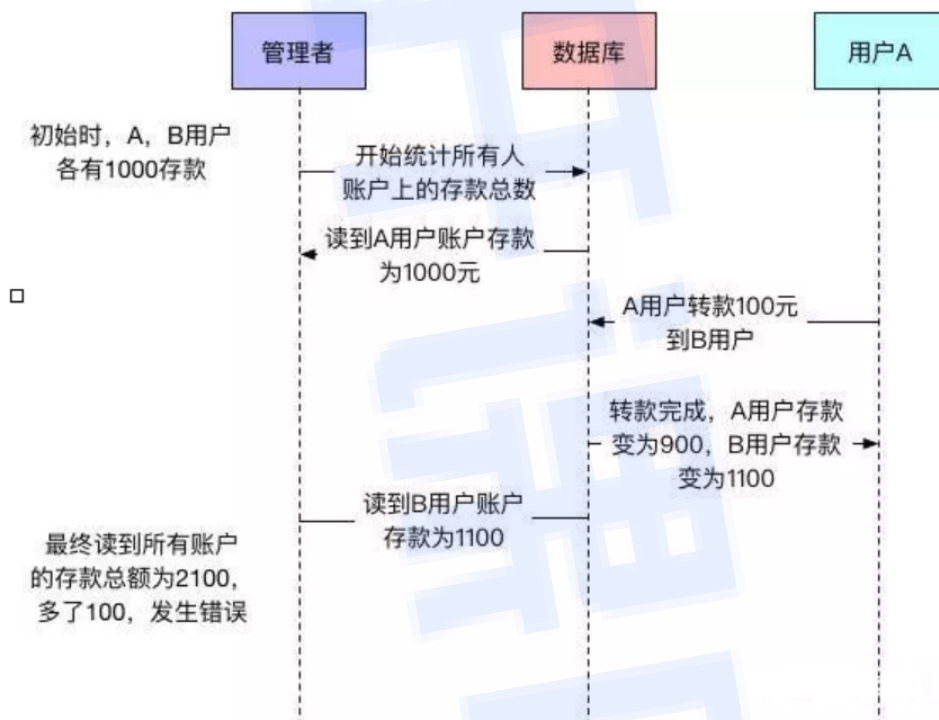 管理者
数据库
用户A
初始时，A，B用户
各有1000存款
开始统计所有人
账户上的存款总数
读到A用户账户存款
为1000元
A用户转款100元
到B用户
转款完成，A用户存款
变为900，B用户存款
变为1100
读到B用户账户
存款为1100
最终读到所有账户
的存款总额为2100，
多了100，发生错误